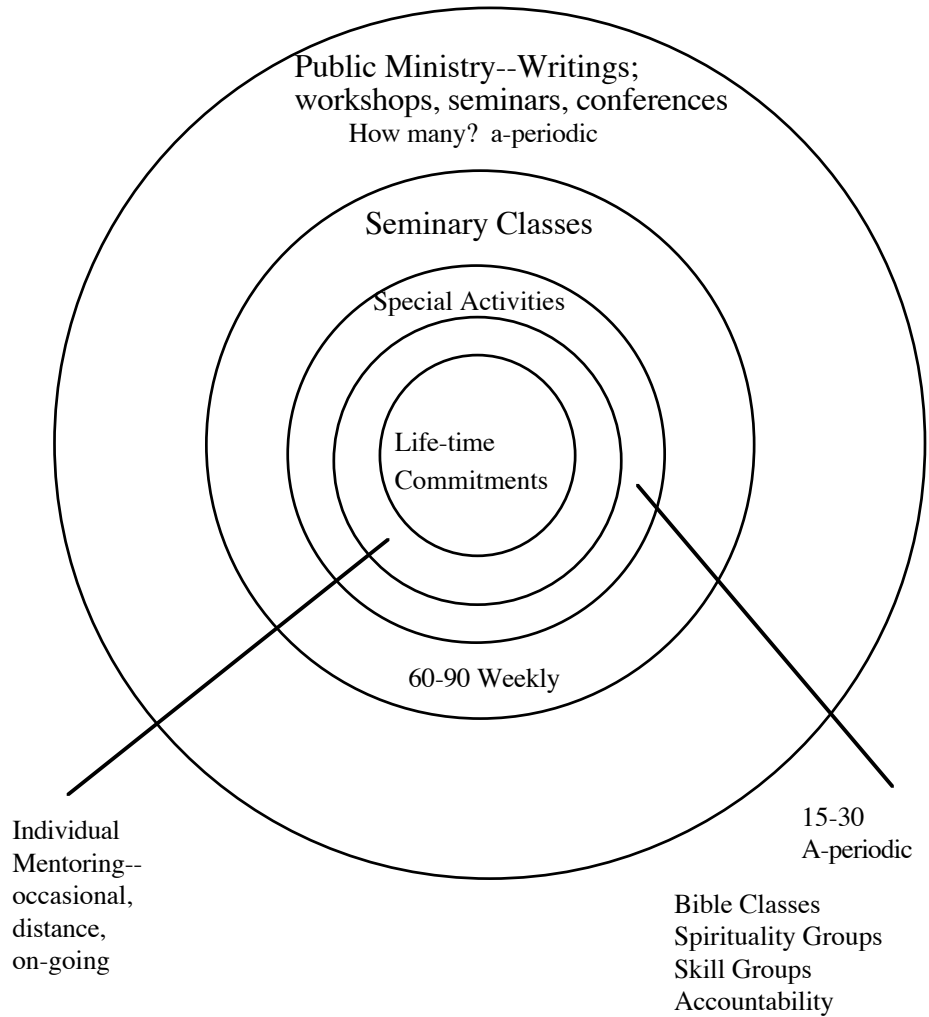 Public Ministry--Writings;
workshops, seminars, conferences
How many?  a-periodic
Seminary Classes
Special Activities
Life-time
Commitments
60-90 Weekly
Individual
Mentoring--
occasional,
distance,
on-going
15-30
A-periodic
Bible Classes
Spirituality Groups
Skill Groups
Accountability